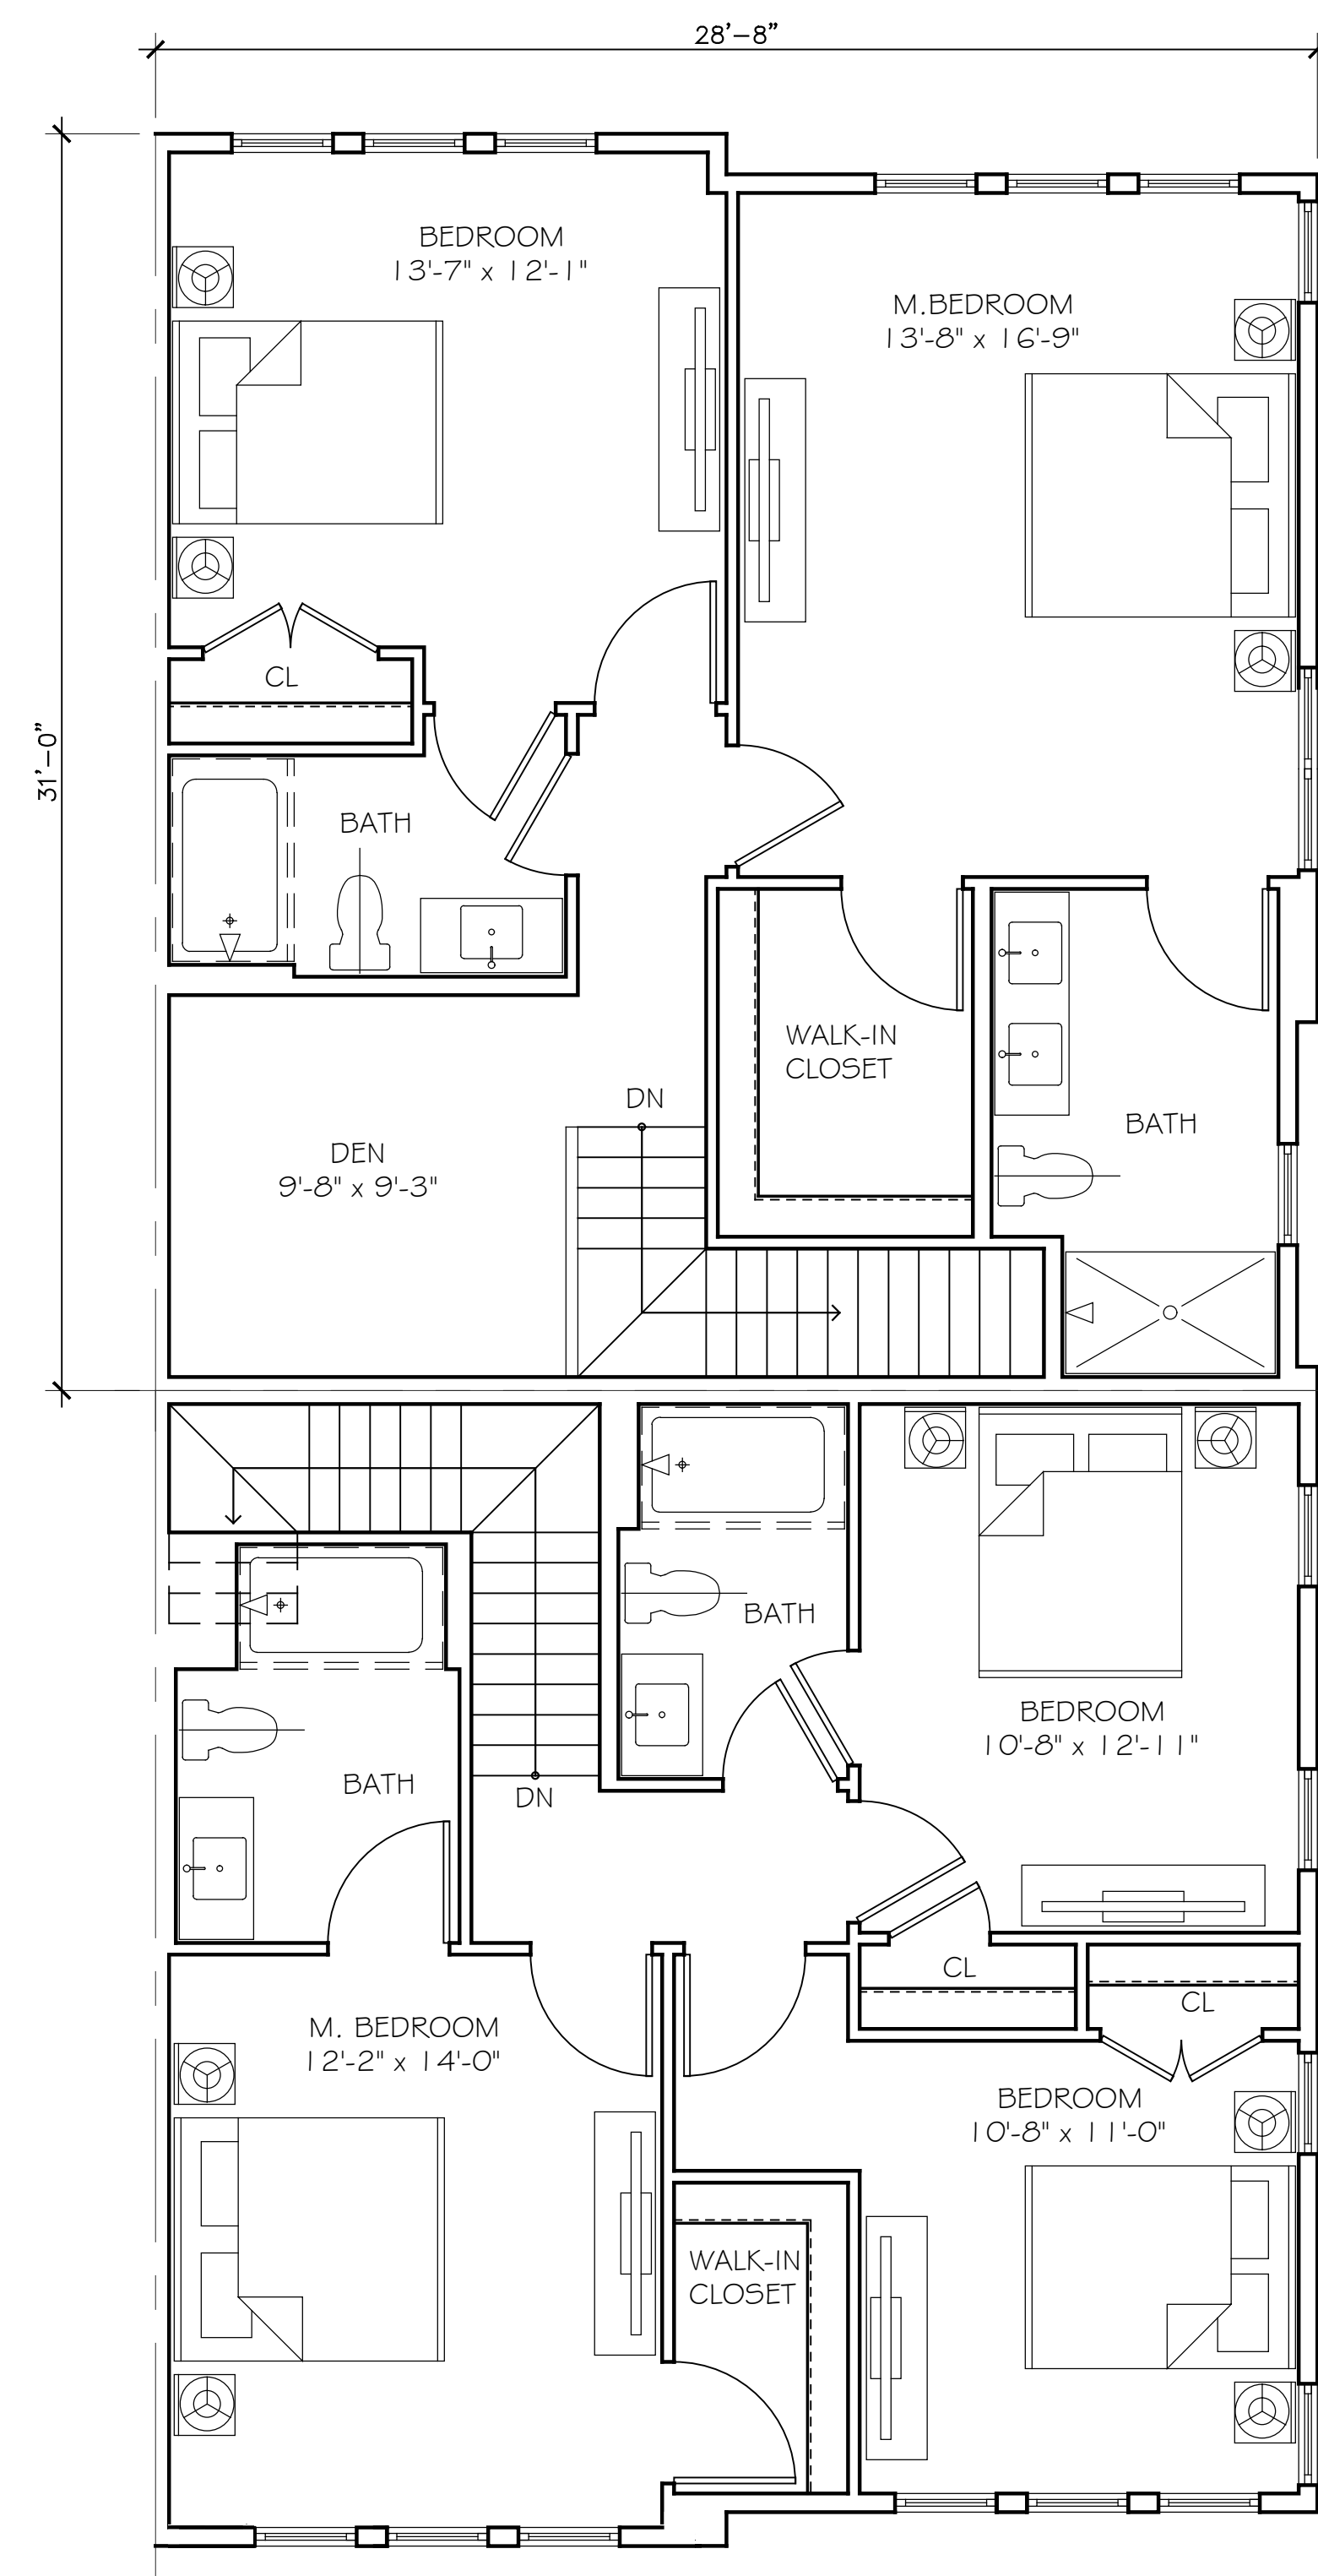 28'-8"
BEDROOM
13'-7" x 12'-1"
M.BEDROOM
13'-8" x 16'-9"
CL
31'-0"
BATH
WALK-IN
CLOSET
DN
BATH
DEN
9'-8" x 9'-3"
BATH
BEDROOM
10'-8" x 12'-11"
BATH
DN
CL
CL
M. BEDROOM
12'-2" x 14'-0"
BEDROOM
10'-8" x 11'-0"
WALK-IN
CLOSET